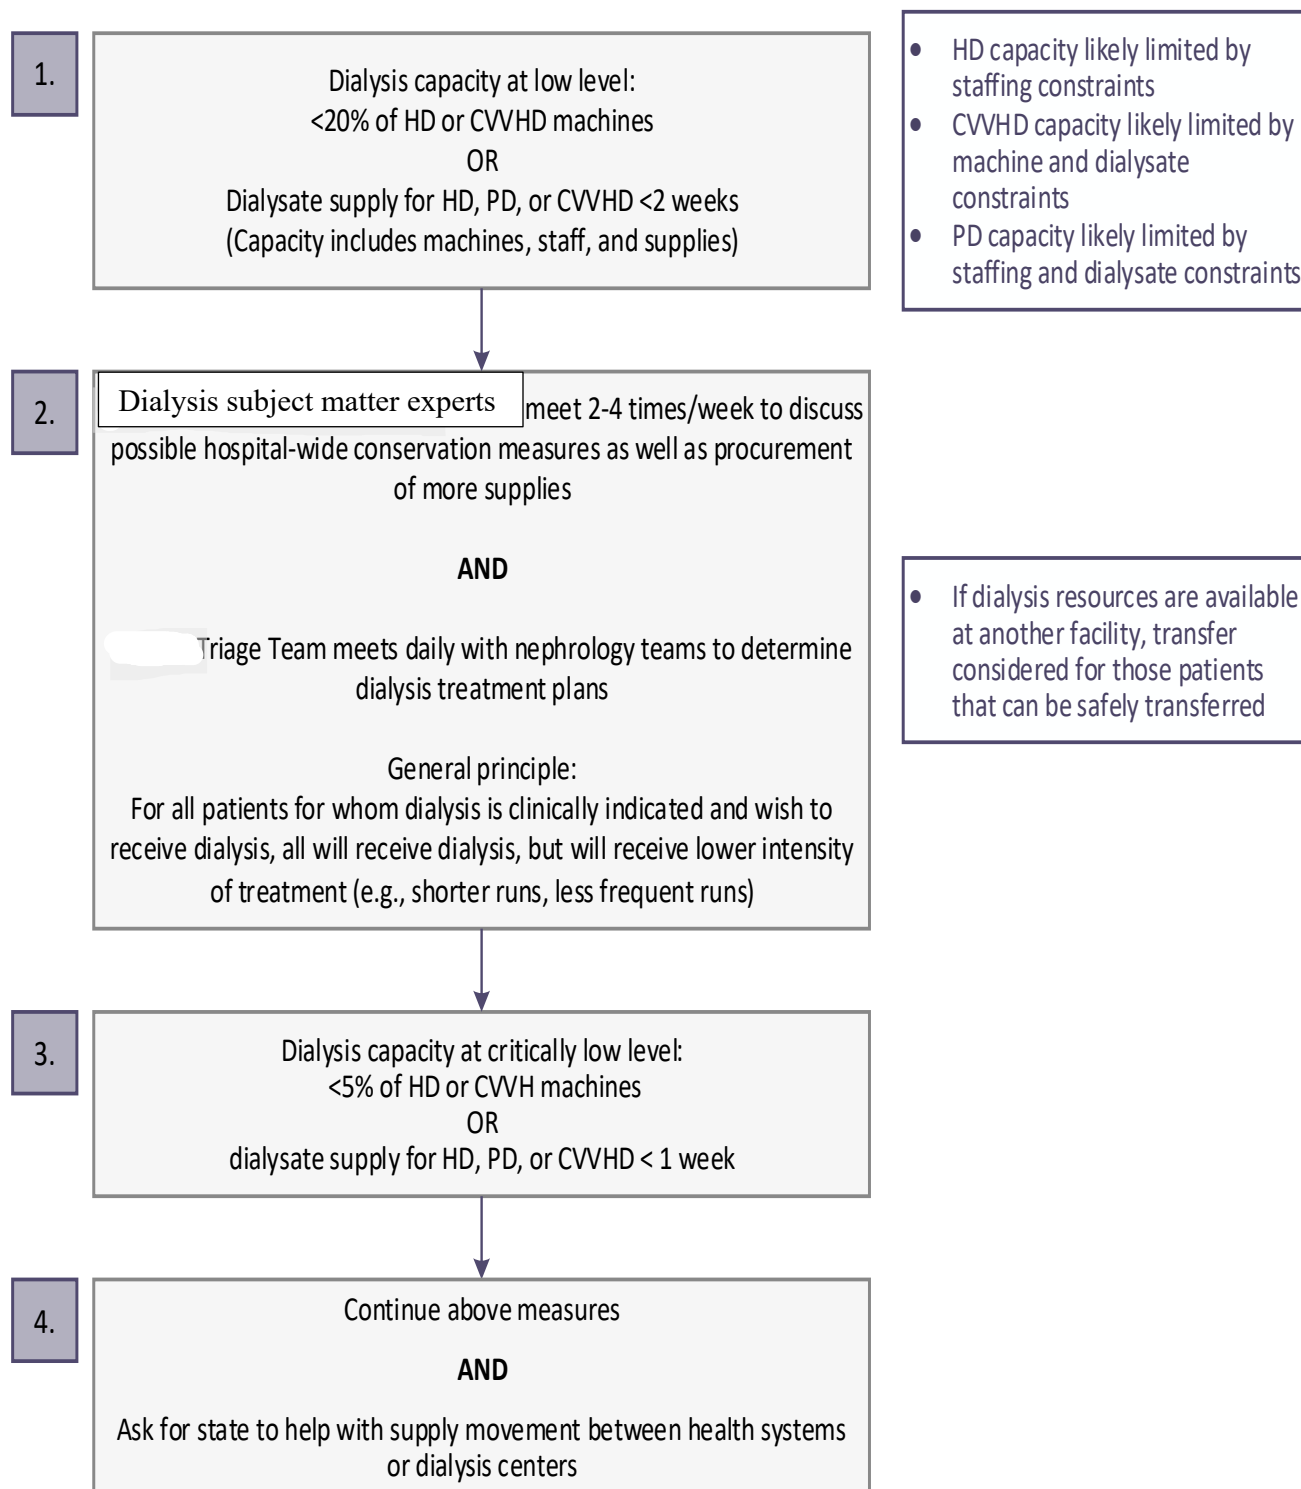 1.
Dialysis capacity at low level:
<20% of HD or CVVHD machines
OR
Dialysate supply for HD, PD, or CVVHD <2 weeks
(Capacity includes machines, staff, and supplies)
• HD capacity likely limited by
staffing constraints
• CVVHD capacity likely limited by
machine and dialysate
constraints
• PD capacity likely limited by
staffing and dialysate constraints
2.
Dialysis subject matter experts meet 2-4 times/week to discuss
possible hospital-wide conservation measures as well as procurement
of more supplies
AND
Triage Team meets daily with nephrology teams to determine
dialysis treatment plans
General principle:
For all patients for whom dialysis is clinically indicated and wish to
receive dialysis, all will receive dialysis, but will receive lower intensity
of treatment (e.g., shorter runs, less frequent runs)
• If dialysis resources are available
at another facility, transfer
considered for those patients
that can be safely transferred
3.
Dialysis capacity at critically low level:
<5% of HD or CVVH machines
OR
dialysate supply for HD, PD, or CVVHD < 1 week
4.
Continue above measures
AND
Ask for state to help with supply movement between health systems
or dialysis centers